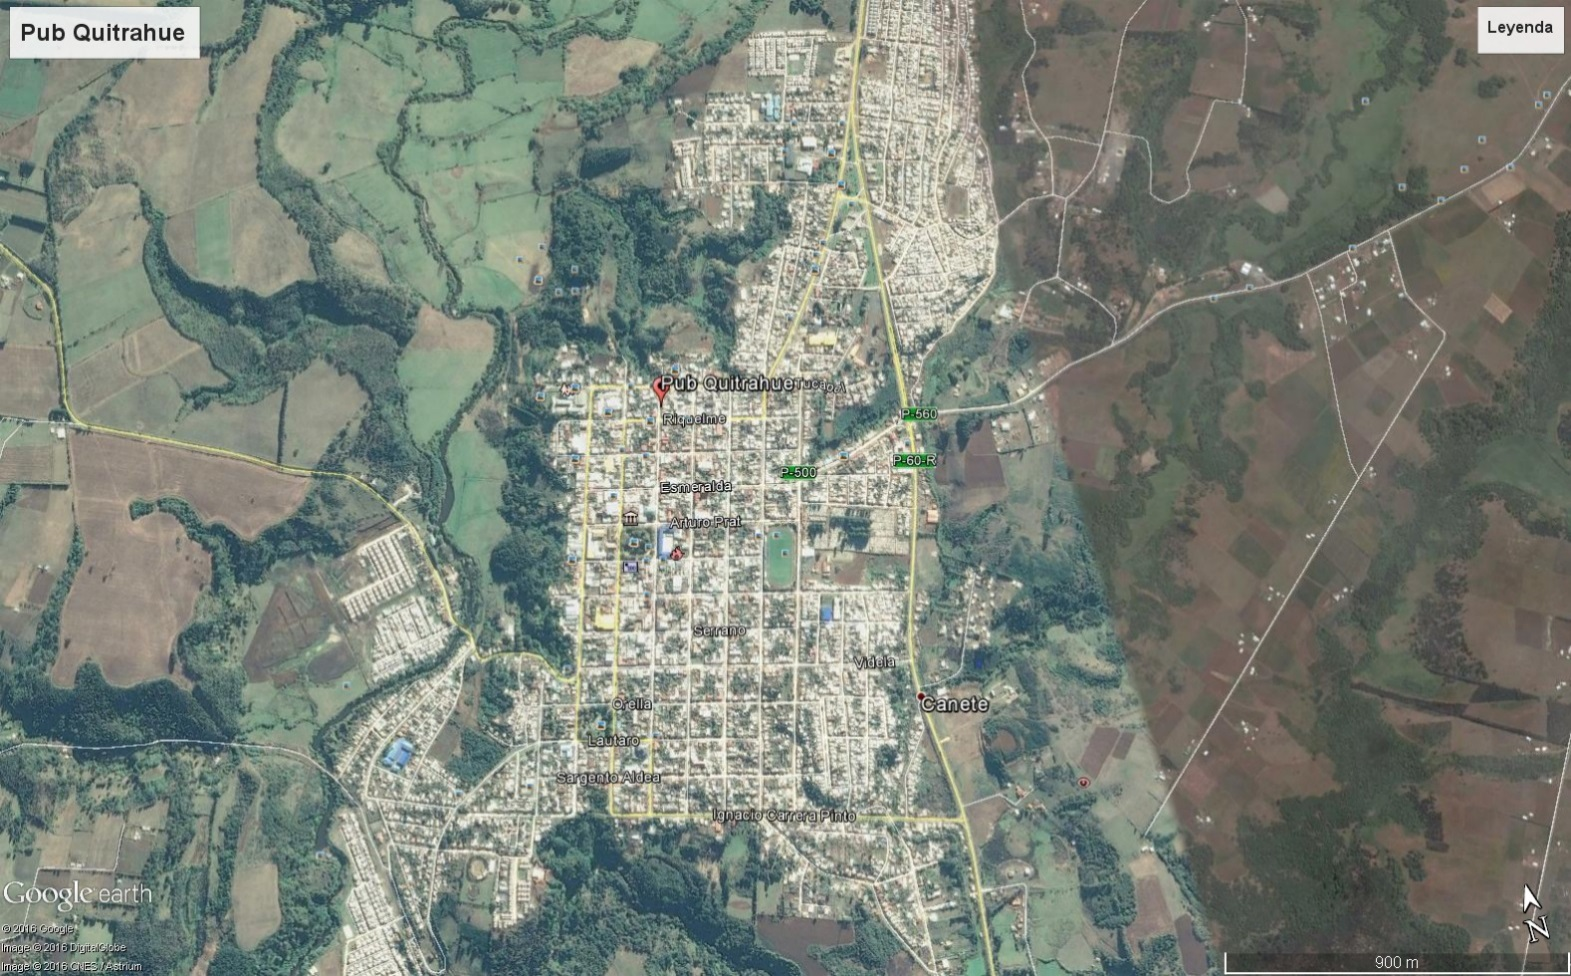 Pub Quitrahue
Leyenda
Pub Quitrahue
Riquelme
P-560
P-60-R
P-500
Esmeralda
Arturo Prat
Serrano
Videla
Orella
Canete
Lautaro
Sargento Aldea
Ignacio Carrera Pinto
Google earth
© 2016 Google
Image © 2016 DigitalGlobe
Image © 2016 CNES / Astrium
900 m
N